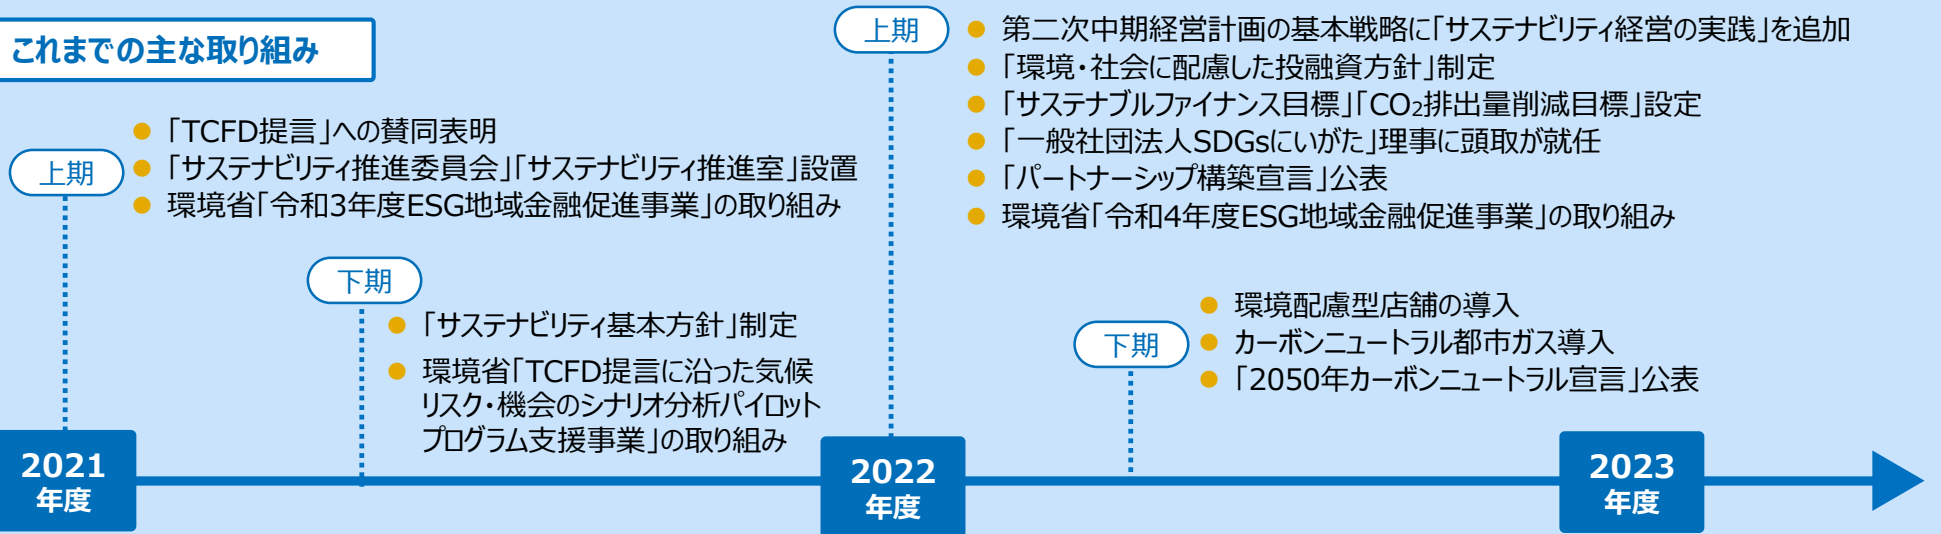 これまでの主な取り組み
上期
● 「TCFD提言」への賛同表明
● 「サステナビリティ推進委員会」「サステナビリティ推進室」設置
● 環境省「令和3年度ESG地域金融促進事業」の取り組み
下期
● 「サステナビリティ基本方針」制定
● 環境省「TCFD提言に沿った気候
リスク・機会のシナリオ分析パイロット
プログラム支援事業」の取り組み
上期
● 第二次中期経営計画の基本戦略に「サステナビリティ経営の実践」を追加
● 「環境・社会に配慮した投融資方針」制定
● 「サステナブルファイナンス目標」「CO₂排出量削減目標」設定
● 「一般社団法人SDGsにいがた」理事に頭取が就任
● 「パートナーシップ構築宣言」公表
● 環境省「令和4年度ESG地域金融促進事業」の取り組み
下期
● 環境配慮型店舗の導入
● カーボンニュートラル都市ガス導入
● 「2050年カーボンニュートラル宣言」公表
2021
年度
2022
年度
2023
年度